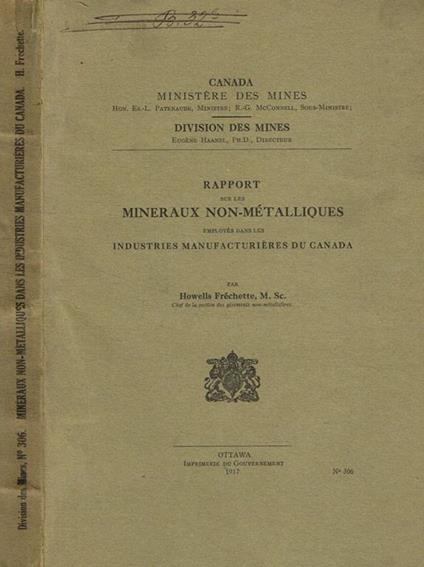 CANADA
MINISTÈRE DES MINES
HON. ES.-L. PATENAUDE, MINISTRE; R.-G. MCCONNELL, SOUS-MINISTRE;
DIVISION DES MINES
EUGÈNE HAANEL, PH.D., DIRECTEUR
RAPPORT
SUR LES
MINERAUX NON-MÉTALLIQUES
EMPLOYÉS DANS LES
INDUSTRIES MANUFACTURIÈRES DU CANADA
PAR
Howells Fréchette, M. Sc.
Chef de la section des gisements non-métallifères.
OTTAWA
IMPRIMERIE DU GOUVERNEMENT
1917
Nº 306
Division des Mines, Nº 306. MINERAUX NON-MÉTALLIQUES DANS LES INDUSTRIES MANUFACTURIÈRES DU CANADA. H. Frechette.